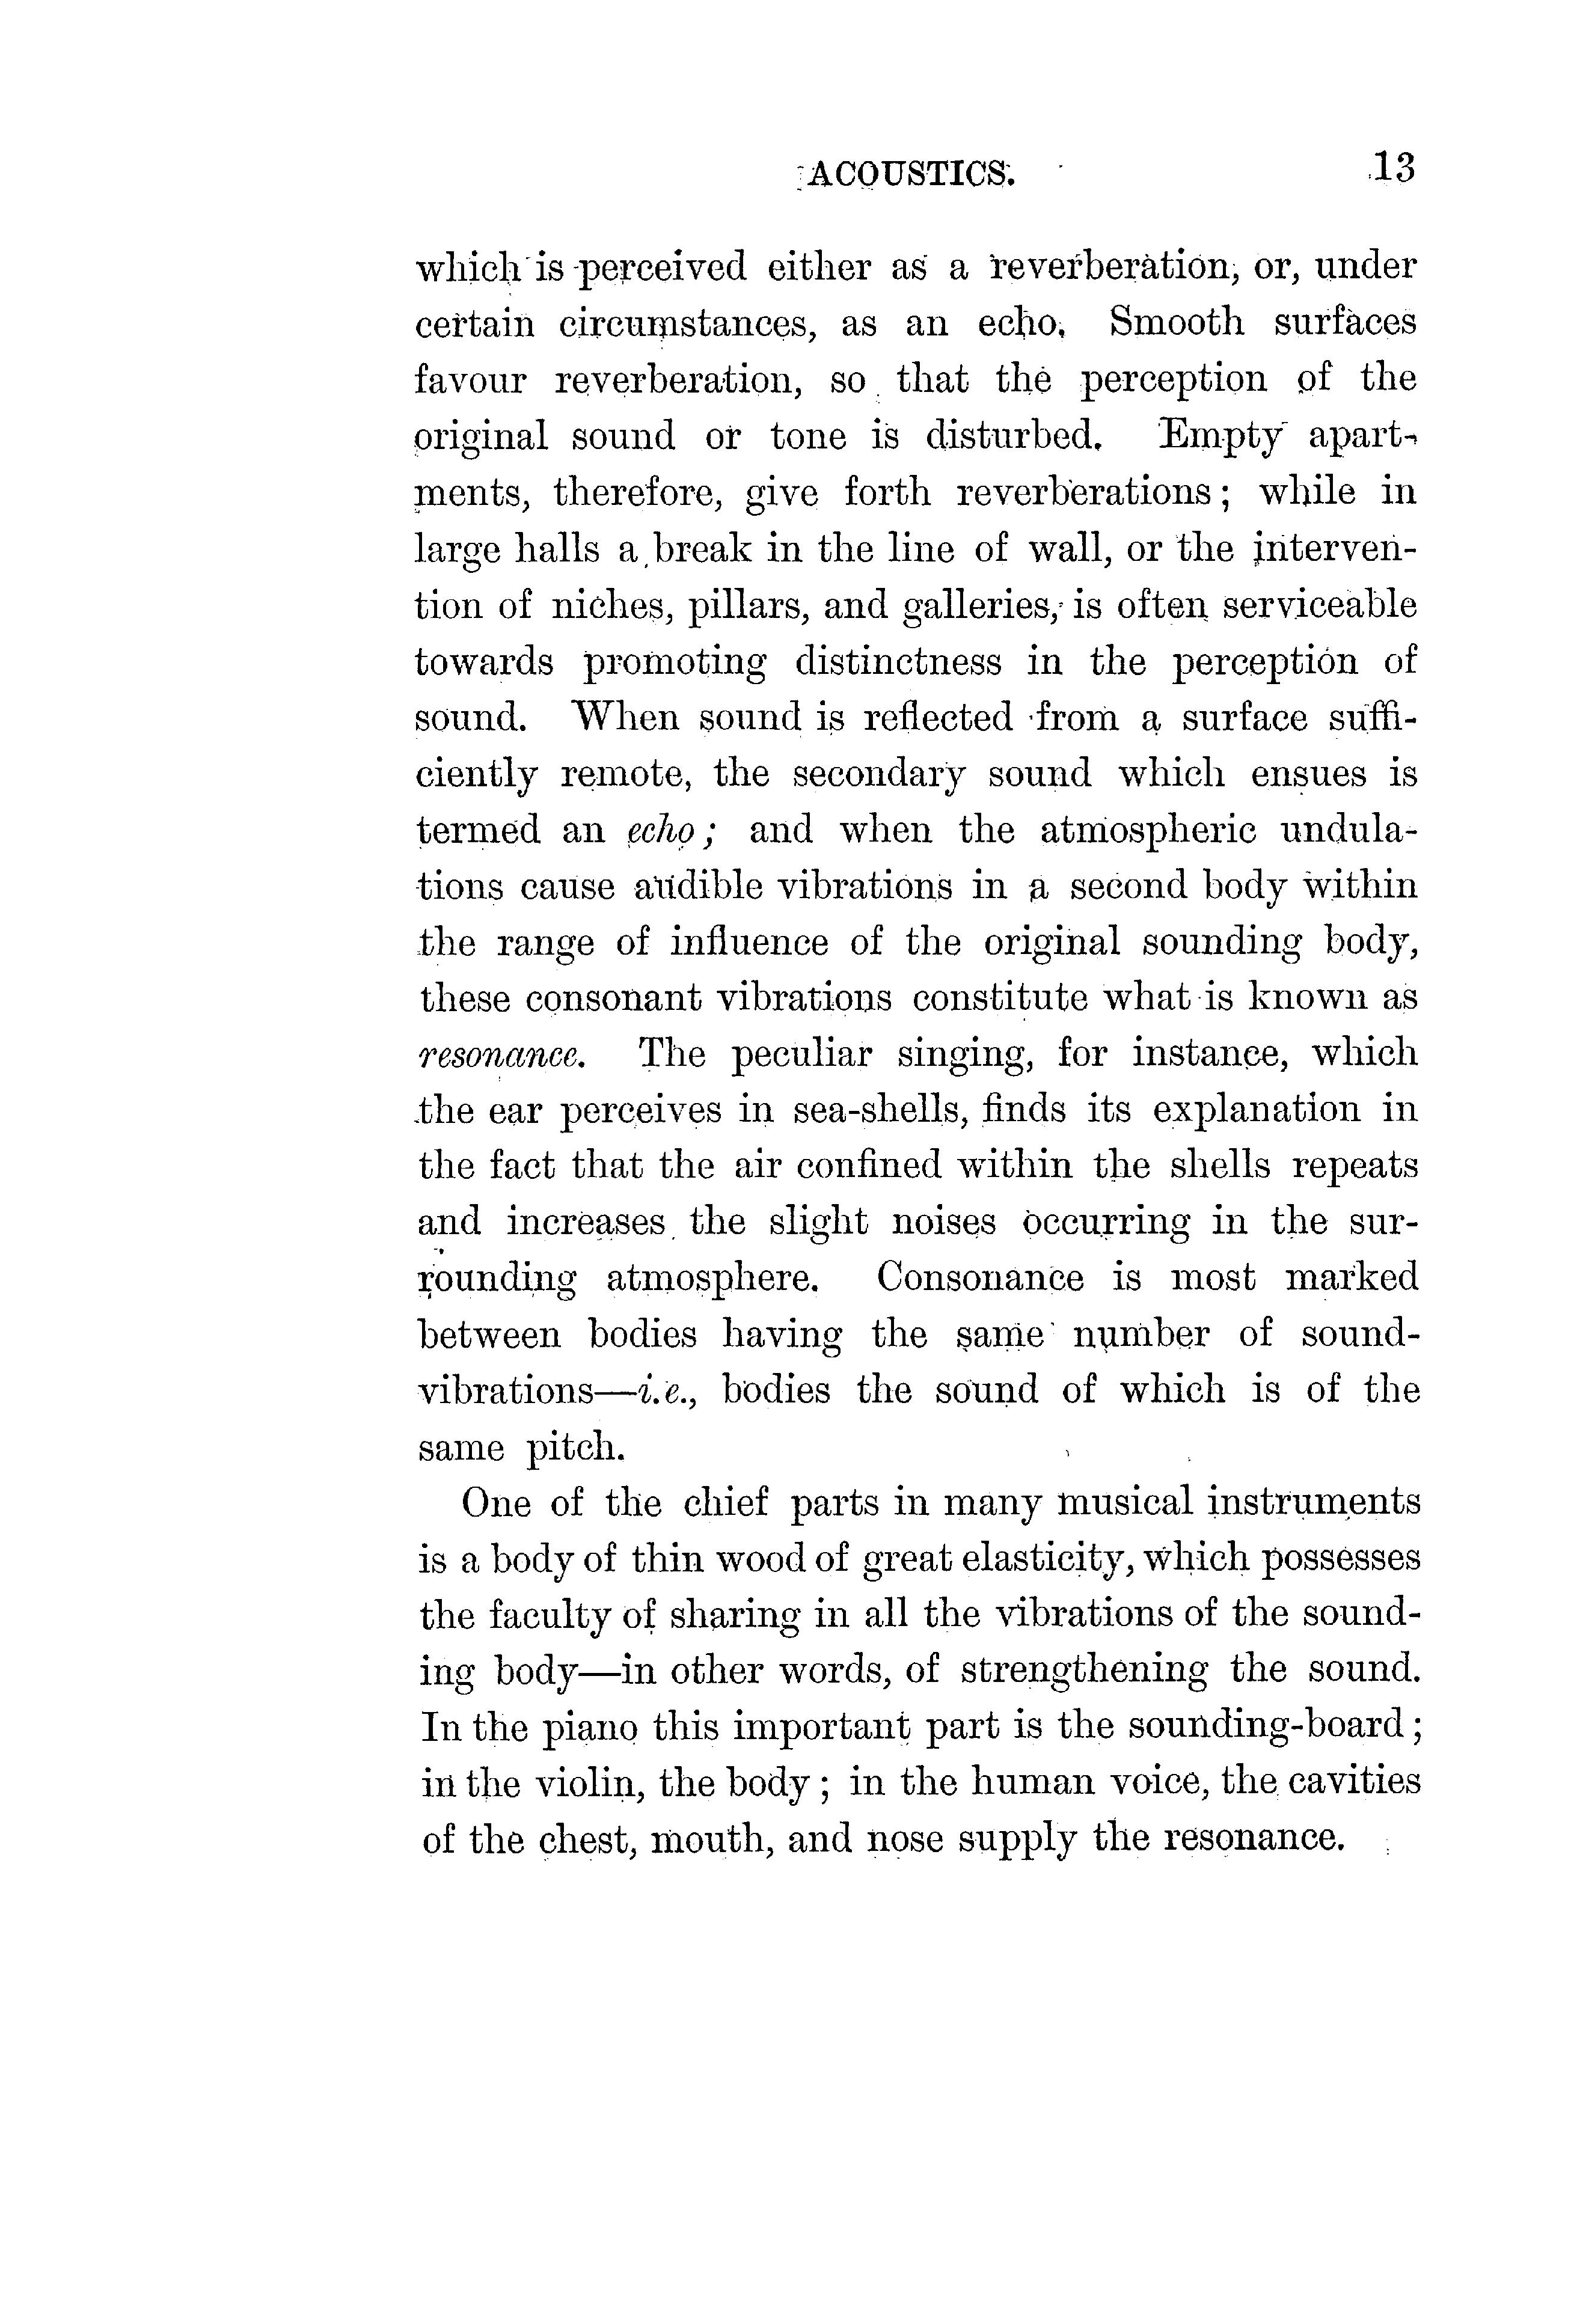 ACOUSTICS. 13
which is perceived either as a reverberation, or, under
certain circumstances, as an echo. Smooth surfaces
favour reverberation, so that the perception of the
original sound or tone is disturbed. Empty apart-
ments, therefore, give forth reverberations; while in
large halls a break in the line of wall, or the interven-
tion of niches, pillars, and galleries, is often serviceable
towards promoting distinctness in the perception of
sound. When sound is reflected from a surface suffi-
ciently remote, the secondary sound which ensues is
termed an echo; and when the atmospheric undula-
tions cause audible vibrations in a second body within
the range of influence of the original sounding body,
these consonant vibrations constitute what is known as
resonance. The peculiar singing, for instance, which
the ear perceives in sea-shells, finds its explanation in
the fact that the air confined within the shells repeats
and increases the slight noises occurring in the sur-
rounding atmosphere. Consonance is most marked
between bodies having the same number of sound-
vibrations—i.e., bodies the sound of which is of the
same pitch.
One of the chief parts in many musical instruments
is a body of thin wood of great elasticity, which possesses
the faculty of sharing in all the vibrations of the sound-
ing body—in other words, of strengthening the sound.
In the piano this important part is the sounding-board;
in the violin, the body; in the human voice, the cavities
of the chest, mouth, and nose supply the resonance.